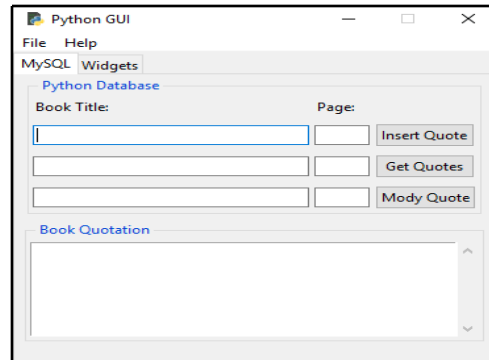 Python GUI
File Help
MySQL Widgets
Python Database
Book Title: Page:
Insert Quote
Get Quotes
Mody Quote
Book Quotation